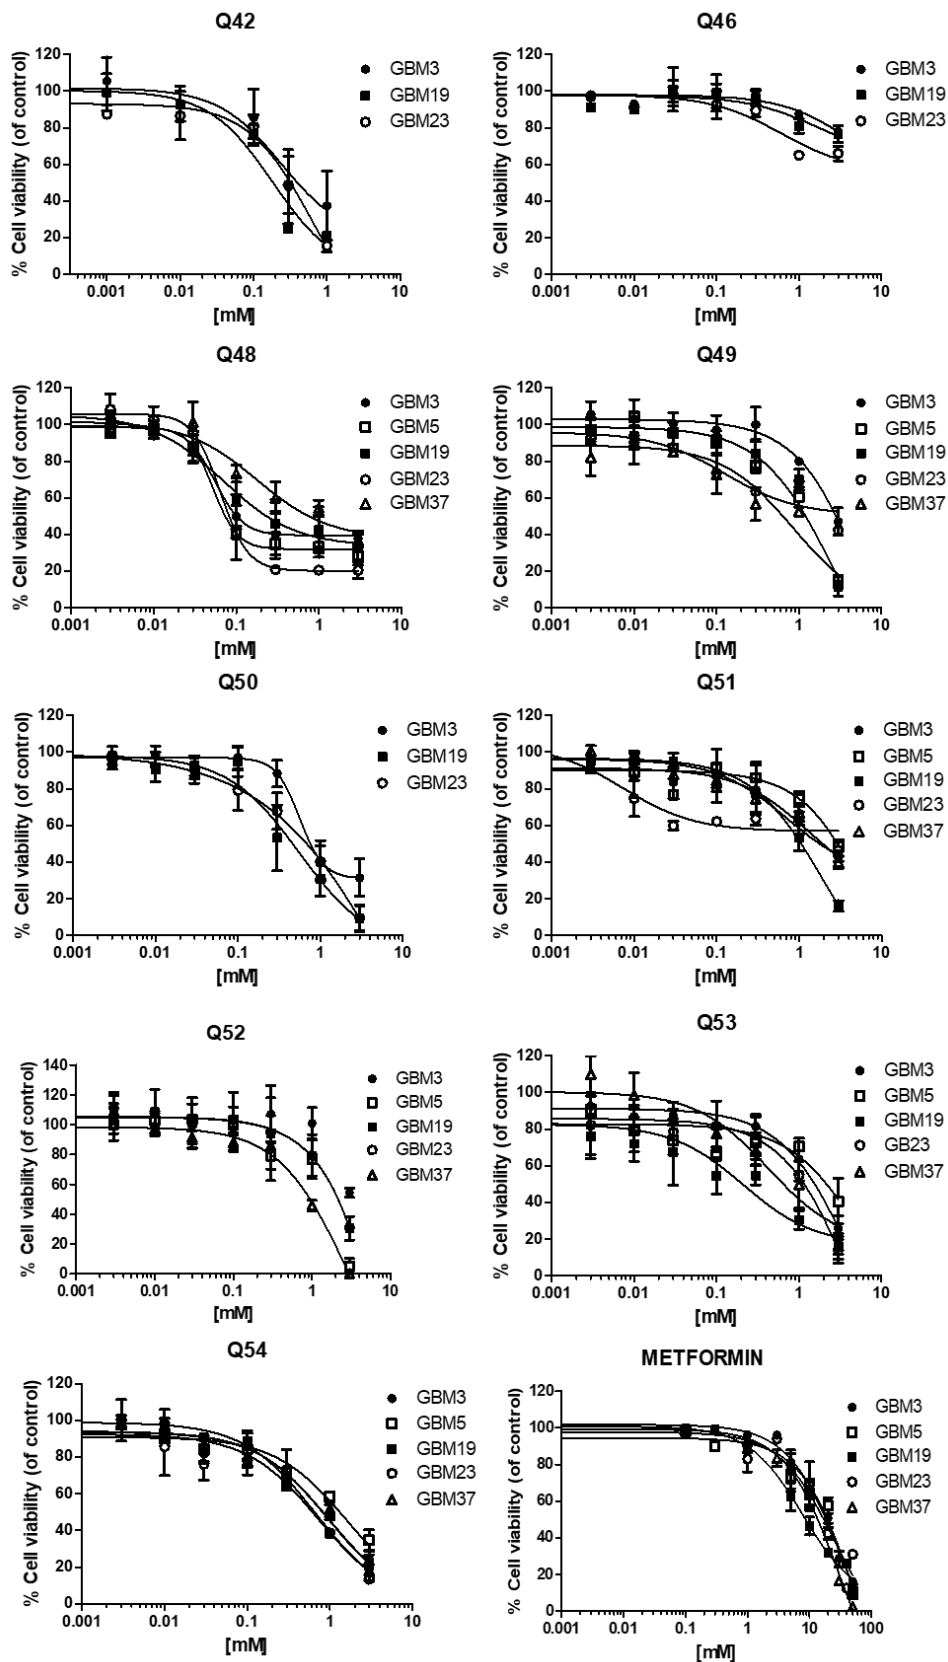 Q42
% Cell viability (of control)
120
100
80
60
40
20
0
0.001 0.01 0.1 1 10
[mM]
GBM3
GBM19
GBM23
Q46
% Cell viability (of control)
120
100
80
60
40
20
0
0.001 0.01 0.1 1 10
[mM]
GBM3
GBM19
GBM23
Q48
% Cell viability (of control)
120
100
80
60
40
20
0
0.001 0.01 0.1 1 10
[mM]
GBM3
GBM5
GBM19
GBM23
GBM37
Q49
% Cell viability (of control)
120
100
80
60
40
20
0
0.001 0.01 0.1 1 10
[mM]
GBM3
GBM5
GBM19
GBM23
GBM37
Q50
% Cell viability (of control)
120
100
80
60
40
20
0
0.001 0.01 0.1 1 10
[mM]
GBM3
GBM19
GBM23
Q51
% Cell viability (of control)
120
100
80
60
40
20
0
0.001 0.01 0.1 1 10
[mM]
GBM3
GBM5
GBM19
GBM23
GBM37
Q52
% Cell viability (of control)
140
120
100
80
60
40
20
0
0.001 0.01 0.1 1 10
[mM]
GBM3
GBM5
GBM19
GBM23
GBM37
Q53
% Cell viability (of control)
120
100
80
60
40
20
0
0.001 0.01 0.1 1 10
[mM]
GBM3
GBM5
GBM19
GB23
GBM37
Q54
% Cell viability (of control)
120
100
80
60
40
20
0
0.001 0.01 0.1 1 10
[mM]
GBM3
GBM5
GBM19
GBM23
GBM37
METFORMIN
% Cell viability (of control)
120
100
80
60
40
20
0
0.001 0.01 0.1 1 10 100
[mM]
GBM3
GBM5
GBM19
GBM23
GBM37